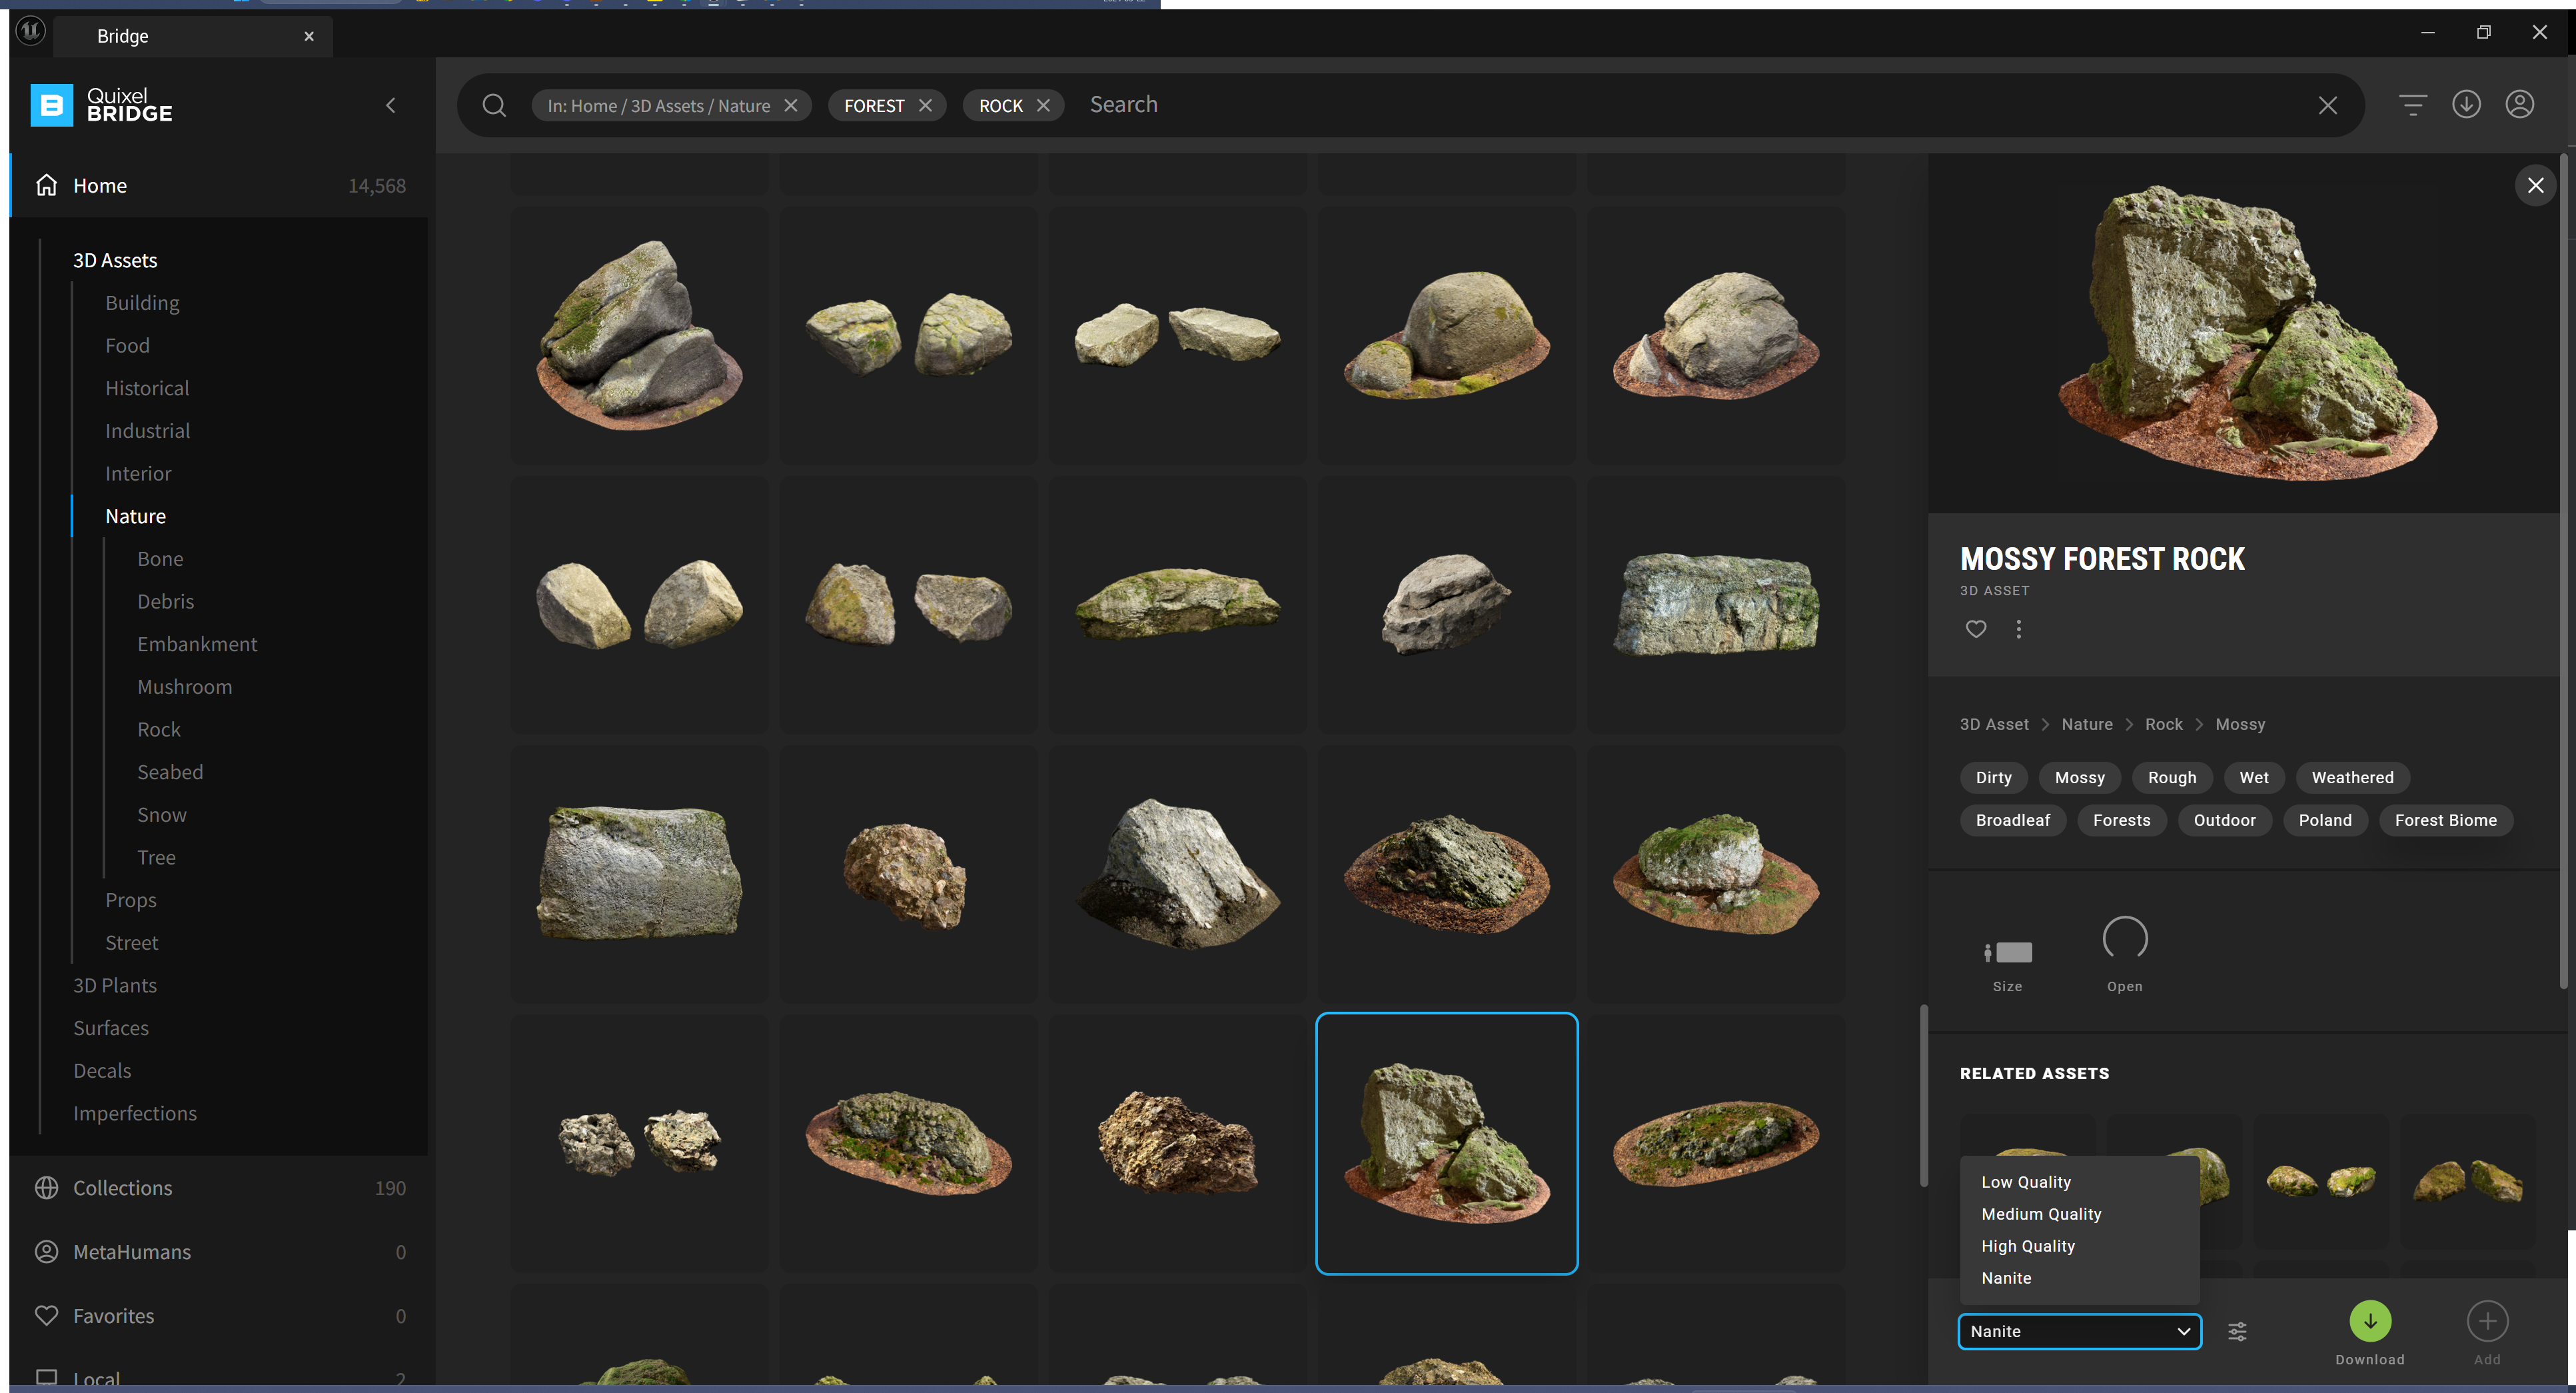 Bridge
Quixel
BRIDGE
In: Home / 3D Assets / Nature
FOREST
ROCK
Search
Home 14,568
3D Assets
Building
Food
Historical
Industrial
Interior
Nature
Bone
Debris
Embankment
Mushroom
Rock
Seabed
Snow
Tree
Props
Street
3D Plants
Surfaces
Decals
Imperfections
Collections 190
MetaHumans 0
Favorites 0
Local 2
MOSSY FOREST ROCK
3D ASSET
3D Asset > Nature > Rock > Mossy
Dirty Mossy Rough Wet Weathered
Broadleaf Forests Outdoor Poland Forest Biome
Size Open
RELATED ASSETS
Low Quality
Medium Quality
High Quality
Nanite
Nanite
Download Add